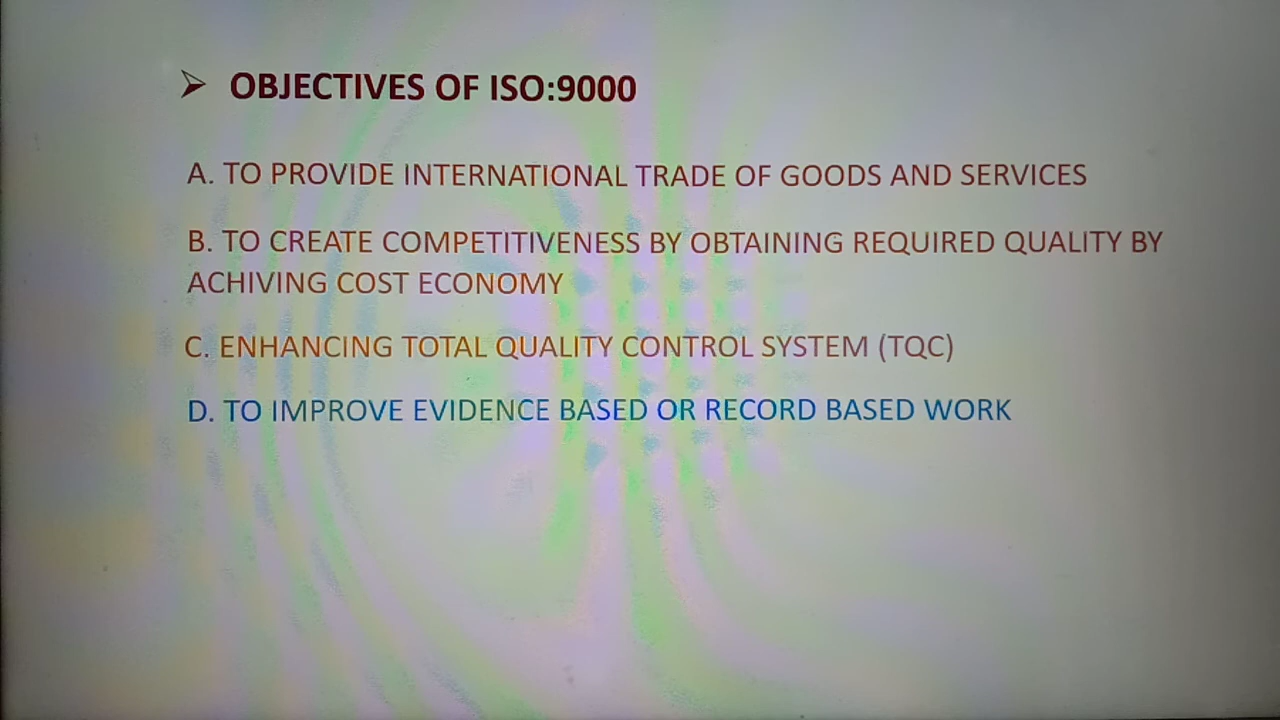 ➢ OBJECTIVES OF ISO:9000
A. TO PROVIDE INTERNATIONAL TRADE OF GOODS AND SERVICES
B. TO CREATE COMPETITIVENESS BY OBTAINING REQUIRED QUALITY BY
ACHIVING COST ECONOMY
C. ENHANCING TOTAL QUALITY CONTROL SYSTEM (TQC)
D. TO IMPROVE EVIDENCE BASED OR RECORD BASED WORK